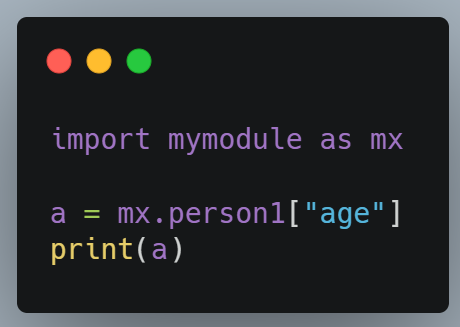 import mymodule as mx
a = mx.person1["age"]
print(a)